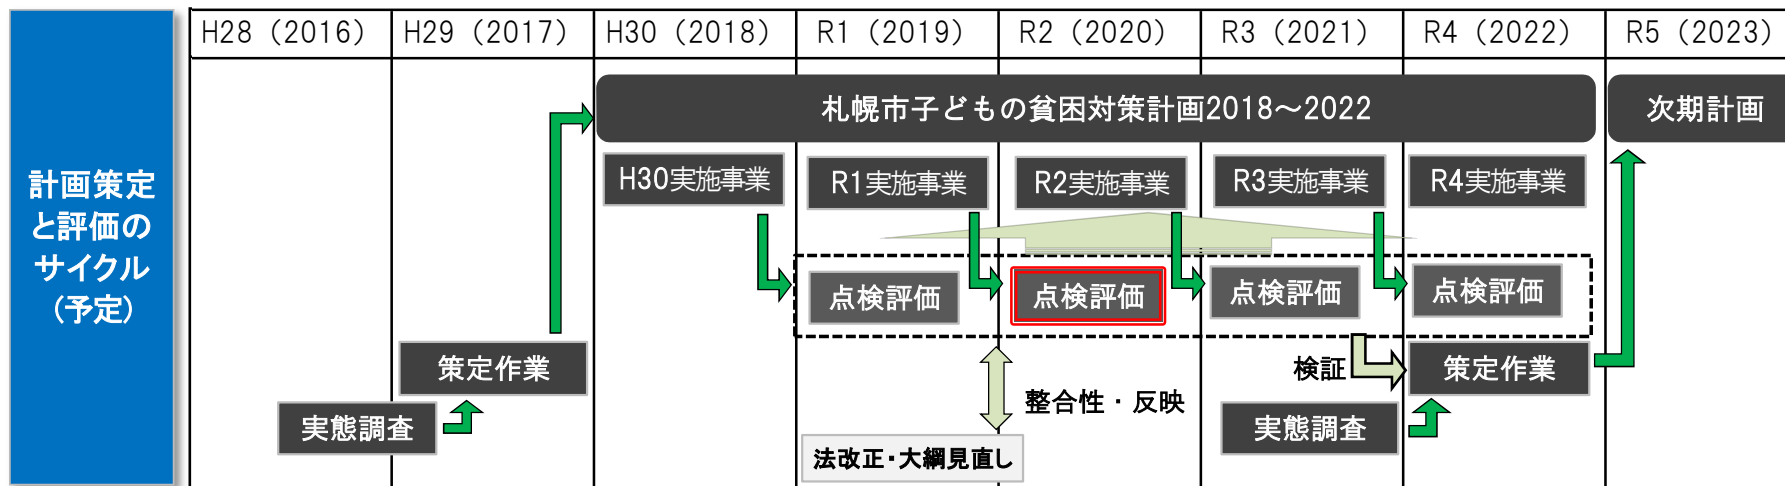 計画策定
と評価の
サイクル
(予定)
H28（2016） H29（2017） H30（2018） R1（2019） R2（2020） R3（2021） R4（2022） R5（2023）
札幌市子どもの貧困対策計画2018～2022 次期計画
H30実施事業 R1実施事業 R2実施事業 R3実施事業 R4実施事業
点検評価 点検評価 点検評価 点検評価
策定作業 検証 策定作業
実態調査 整合性・反映 実態調査
法改正・大綱見直し